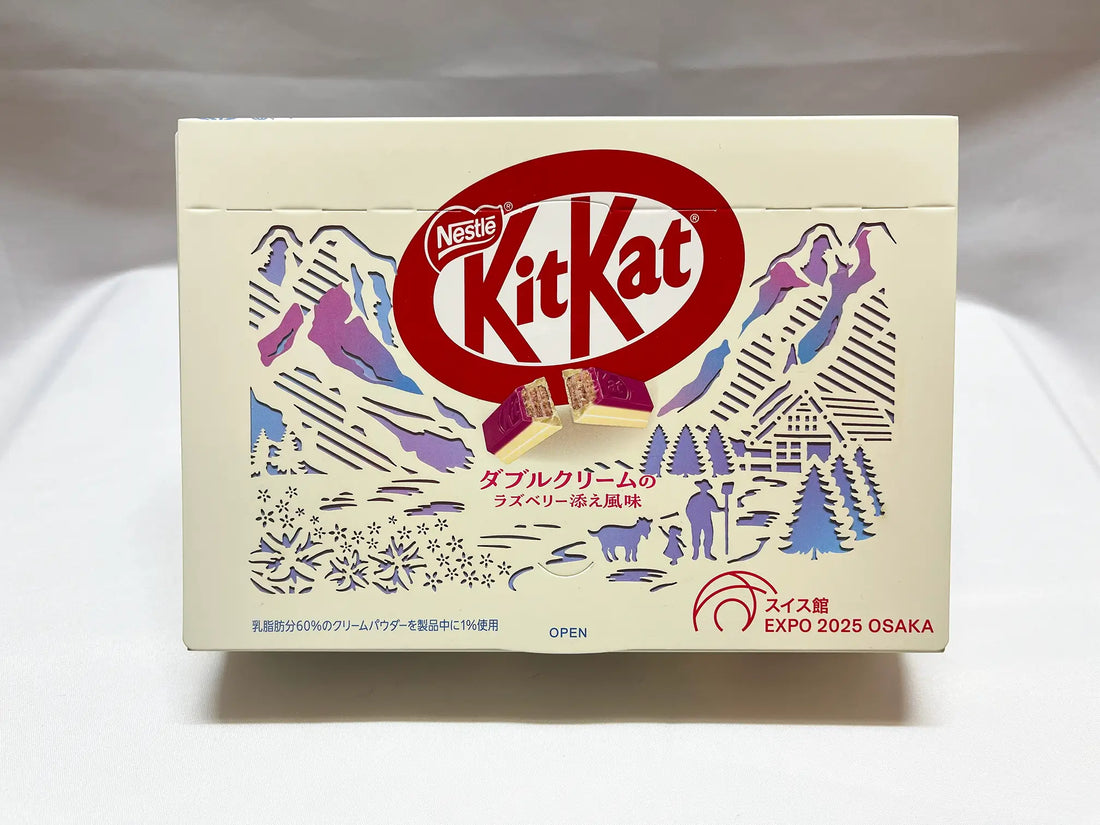 Nestlé®
KitKat®
ダブルクリームの
ラズベリー添え風味
スイス館
EXPO 2025 OSAKA
乳脂肪分60%のクリームパウダーを製品中に1%使用
OPEN